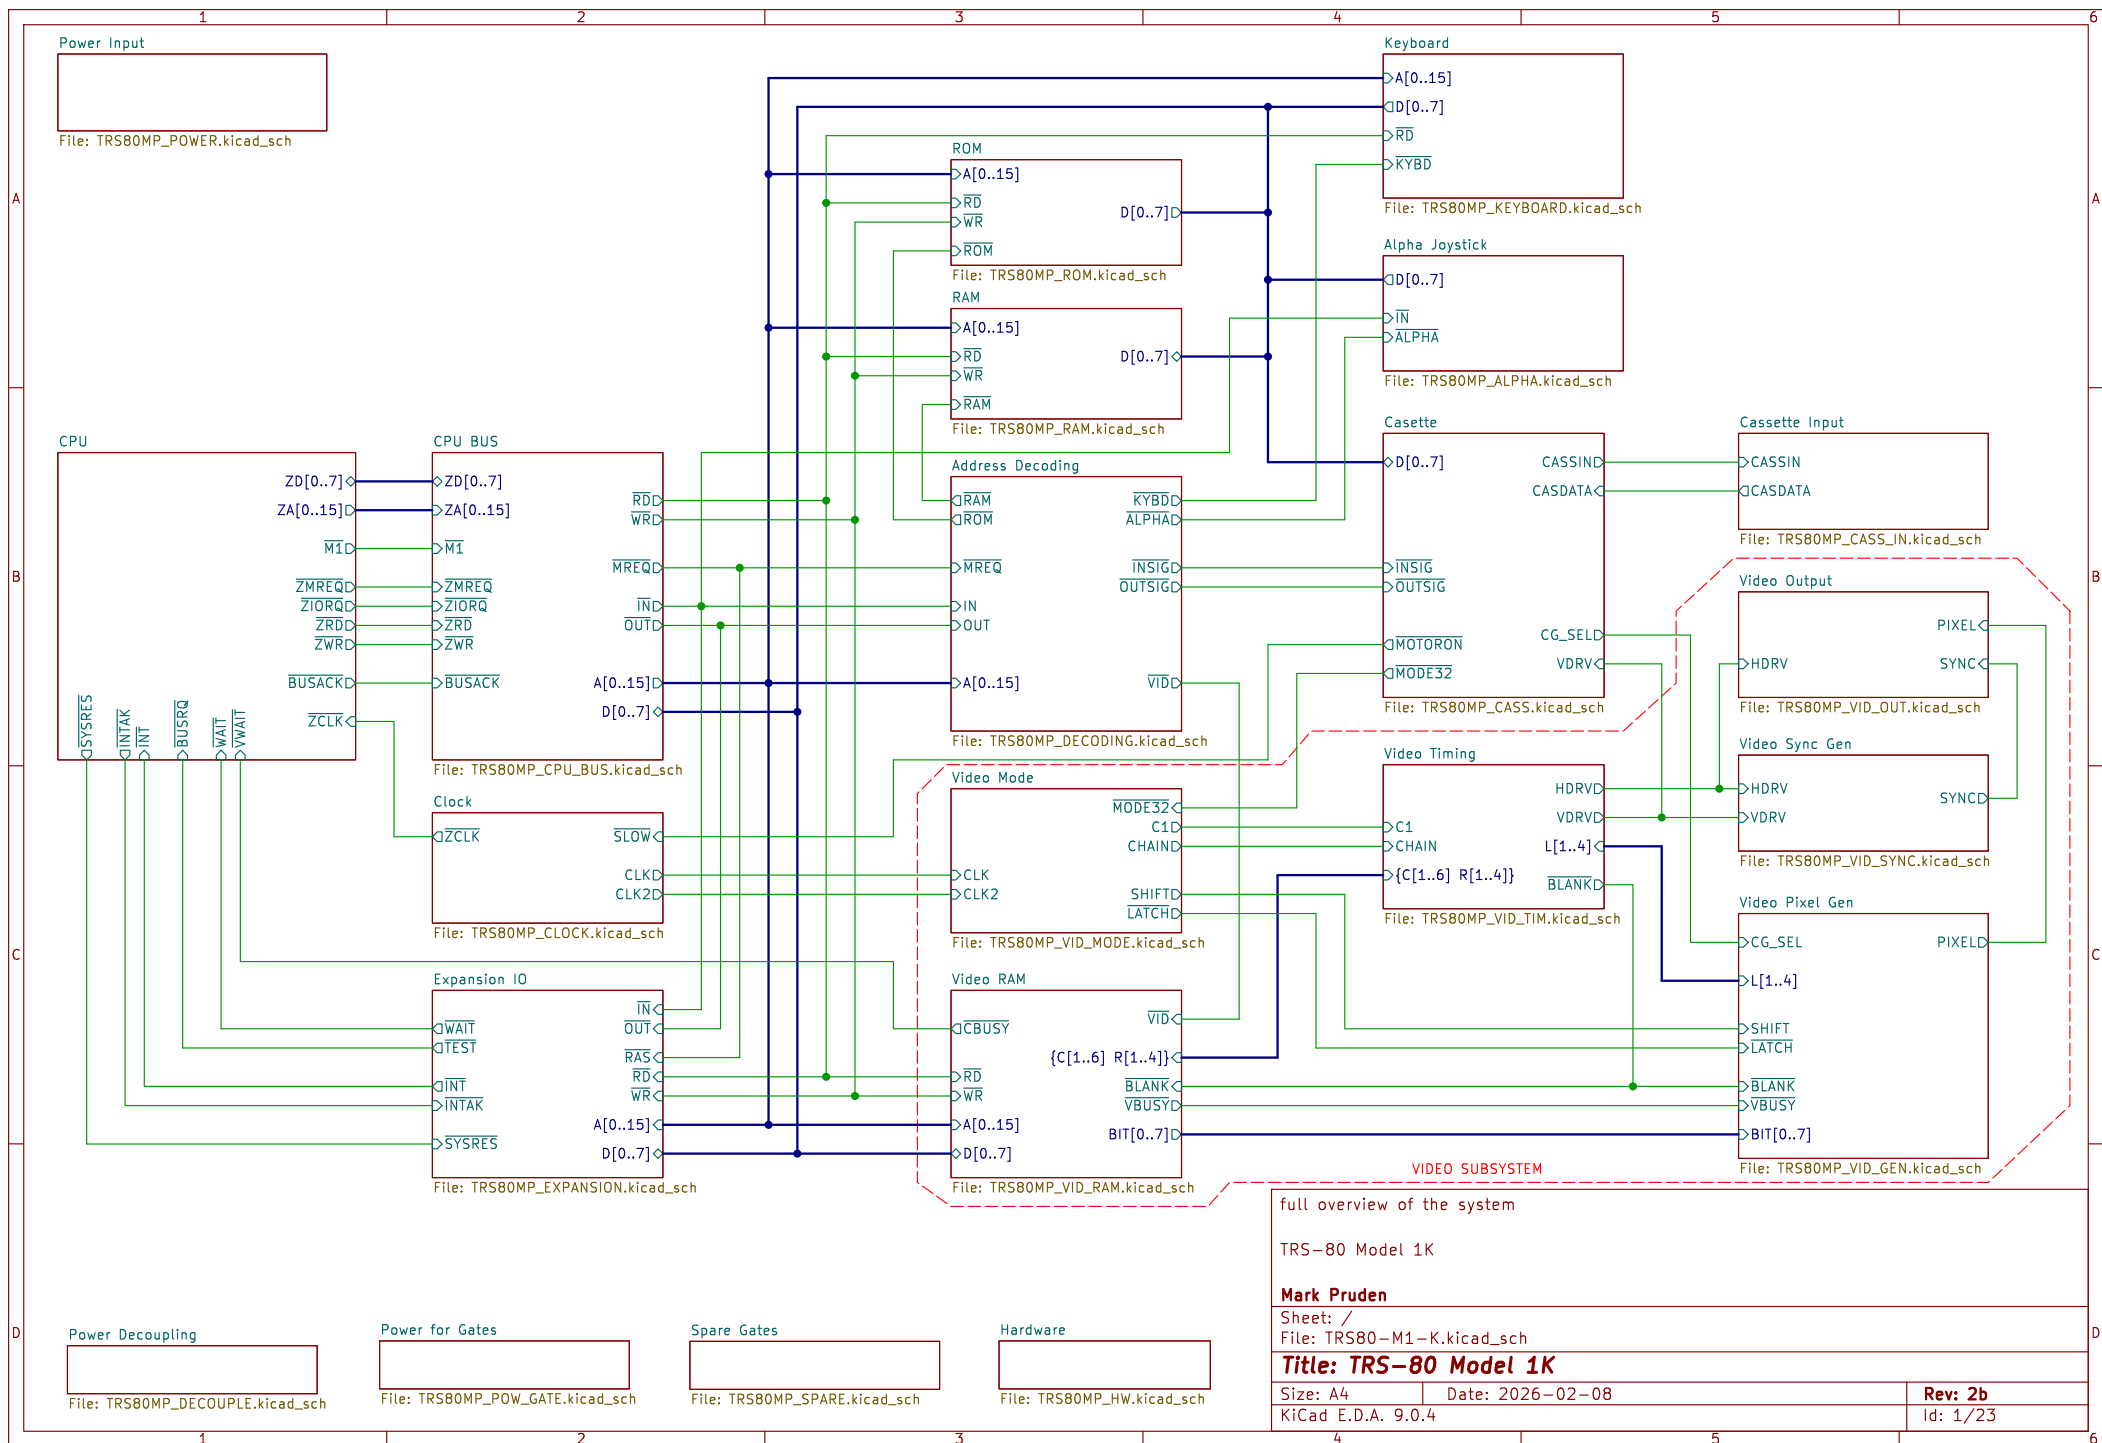 1 2 3 4 5 6
A
B
C
D
A
B
C
D
Power Input
File: TRS80MP_POWER.kicad_sch
Keyboard
A[0..15]
D[0..7]
RD
KYBD
File: TRS80MP_KEYBOARD.kicad_sch
ROM
A[0..15]
RD
WR
ROM
D[0..7]
File: TRS80MP_ROM.kicad_sch
Alpha Joystick
D[0..7]
IN
ALPHA
File: TRS80MP_ALPHA.kicad_sch
RAM
A[0..15]
RD
WR
RAM
D[0..7]
File: TRS80MP_RAM.kicad_sch
CPU
ZD[0..7]
ZA[0..15]
M1
ZMREQ
ZIORQ
ZRD
ZWR
BUSACK
ZCLK
SYSRES
INTAK
INT
BUSRQ
WAIT
VWAIT
CPU BUS
ZD[0..7]
ZA[0..15]
M1
ZMREQ
ZIORQ
ZRD
ZWR
BUSACK
RD
WR
MREQ
IN
OUT
A[0..15]
D[0..7]
File: TRS80MP_CPU_BUS.kicad_sch
Address Decoding
RAM
ROM
MREQ
IN
OUT
A[0..15]
KYBD
ALPHA
INSIG
OUTSIG
VID
File: TRS80MP_DECODING.kicad_sch
Casette
D[0..7]
INSIG
OUTSIG
MOTORON
MODE32
CASSIN
CASDATA
CG_SEL
VDRV
File: TRS80MP_CASS.kicad_sch
Cassette Input
CASSIN
CASDATA
File: TRS80MP_CASS_IN.kicad_sch
Video Output
HDRV
PIXEL
SYNC
File: TRS80MP_VID_OUT.kicad_sch
Clock
ZCLK
SLOW
CLK
CLK2
File: TRS80MP_CLOCK.kicad_sch
Video Mode
CLK
CLK2
MODE32
C1
CHAIN
SHIFT
LATCH
File: TRS80MP_VID_MODE.kicad_sch
Video Timing
C1
CHAIN
{C[1..6] R[1..4]}
HDRV
VDRV
L[1..4]
BLANK
File: TRS80MP_VID_TIM.kicad_sch
Video Sync Gen
HDRV
VDRV
SYNC
File: TRS80MP_VID_SYNC.kicad_sch
Expansion IO
WAIT
TEST
INT
INTAK
SYSRES
IN
OUT
RAS
RD
WR
A[0..15]
D[0..7]
File: TRS80MP_EXPANSION.kicad_sch
Video RAM
CBUSY
RD
WR
A[0..15]
D[0..7]
VID
{C[1..6] R[1..4]}
BLANK
VBUSY
BIT[0..7]
File: TRS80MP_VID_RAM.kicad_sch
Video Pixel Gen
CG_SEL
L[1..4]
SHIFT
LATCH
BLANK
VBUSY
BIT[0..7]
PIXEL
File: TRS80MP_VID_GEN.kicad_sch
VIDEO SUBSYSTEM
Power Decoupling
File: TRS80MP_DECOUPLE.kicad_sch
Power for Gates
File: TRS80MP_POW_GATE.kicad_sch
Spare Gates
File: TRS80MP_SPARE.kicad_sch
Hardware
File: TRS80MP_HW.kicad_sch
full overview of the system
TRS-80 Model 1K
Mark Pruden
Sheet: /
File: TRS80-M1-K.kicad_sch
Title: TRS-80 Model 1K
Size: A4 Date: 2026-02-08 Rev: 2b
KiCad E.D.A. 9.0.4 Id: 1/23
1 2 3 4 5 6